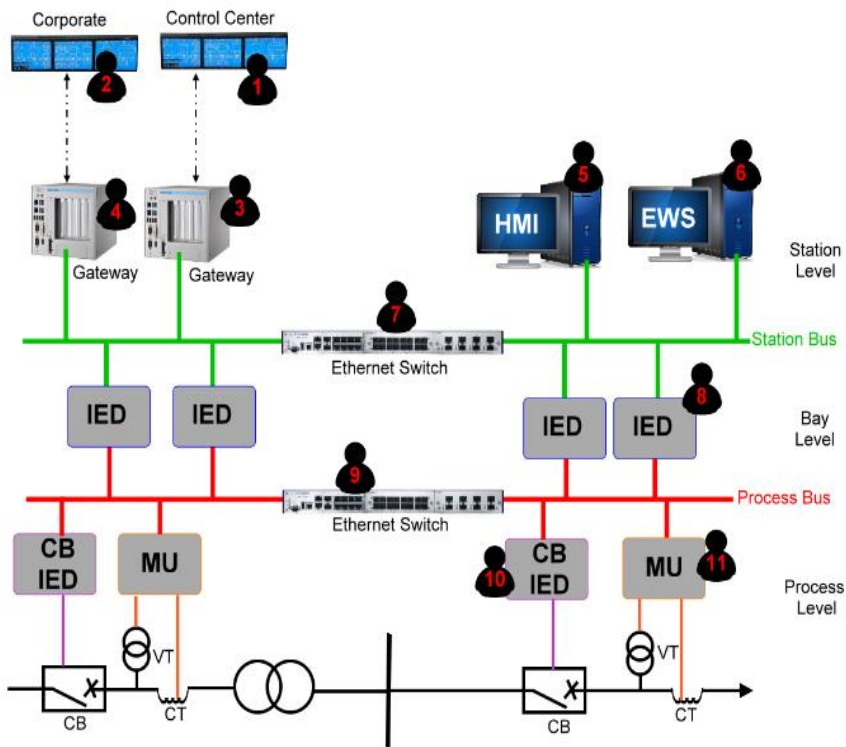 Corporate
Control Center
2
1
4
3
5
6
HMI
EWS
Gateway
Gateway
Station
Level
7
Station Bus
Ethernet Switch
8
IED
IED
IED
IED
Bay
Level
9
Process Bus
Ethernet Switch
CB
IED
MU
10
CB
IED
MU
11
Process
Level
VT
VT
CB
CT
CB
CT